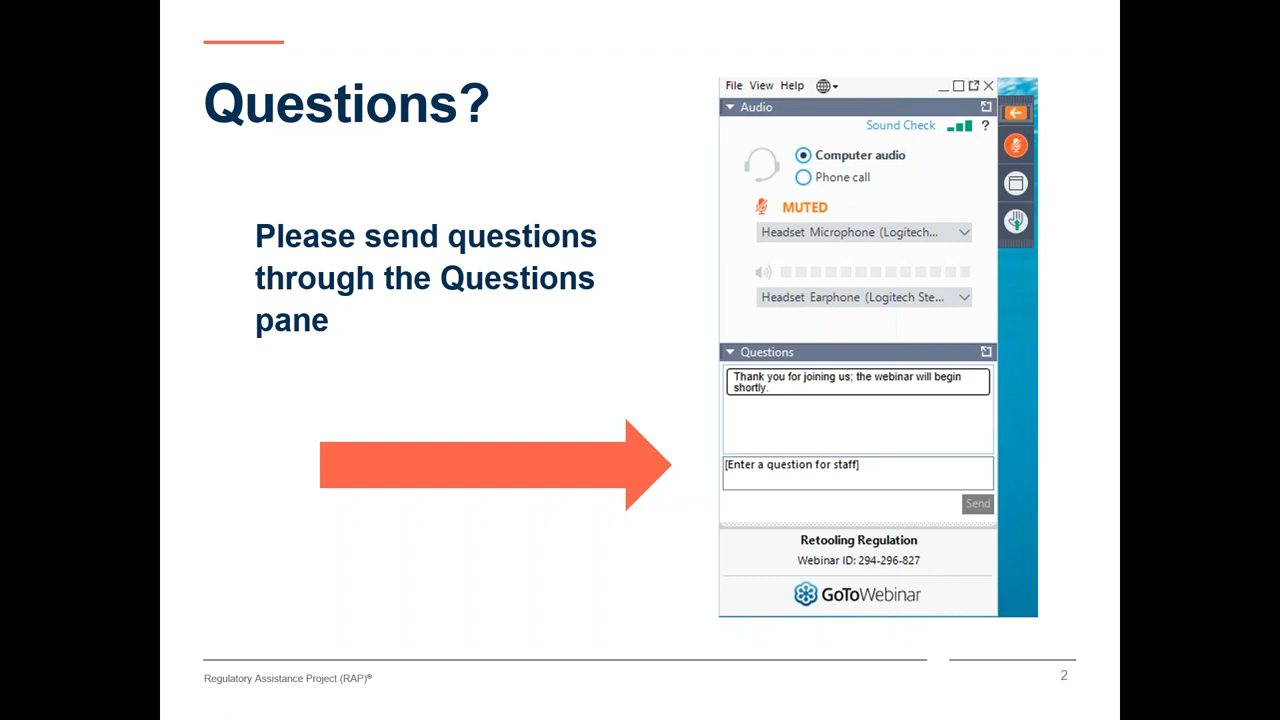 Questions?
Please send questions
through the Questions
pane
File View Help
Audio
Sound Check ?
Computer audio
Phone call
MUTED
Headset Microphone (Logitech...
Headset Earphone (Logitech Ste...
Questions
Thank you for joining us; the webinar will begin
shortly.
[Enter a question for staff]
Send
Retooling Regulation
Webinar ID: 294-296-827
GoToWebinar
Regulatory Assistance Project (RAP)®
2